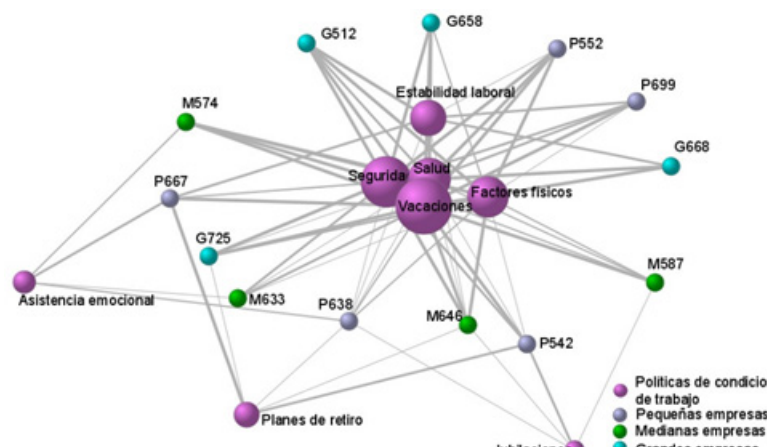 G512
G658
P552
P699
Estabilidad laboral
M574
G668
Salud
Segurida
Factores físicos
P667
Vacaciones
G725
M587
Asistencia emocional
M633
P638
M646
P542
Políticas de condicio
de trabajo
Pequeñas empresas
Planes de retiro
Medianas empresas